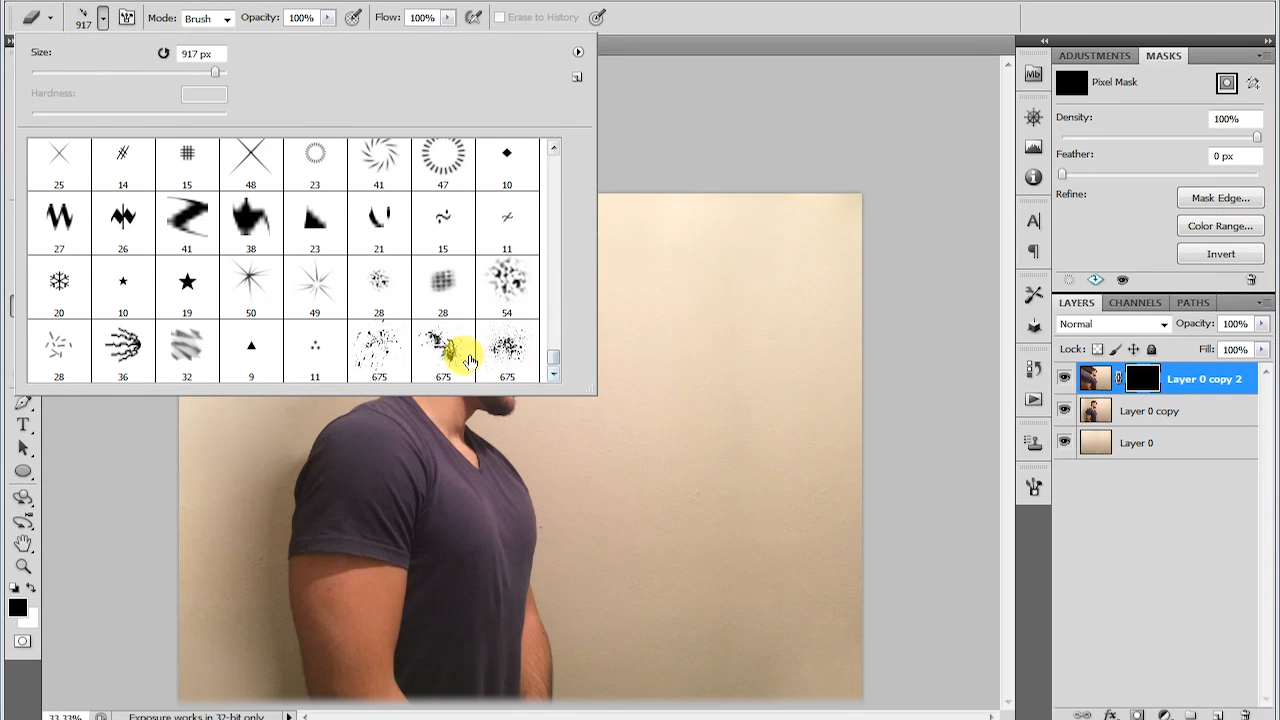 917
Mode: Brush Opacity: 100% Flow: 100% Erase to History
Size: 917 px
Hardness:
25 14 15 48 23 41 47 10
27 26 41 38 23 21 15 11
20 10 19 50 49 28 28 54
28 36 32 9 11 675 675 675
ADJUSTMENTS MASKS
Pixel Mask
Density: 100%
Feather: 0 px
Refine: Mask Edge...
Color Range...
Invert
LAYERS CHANNELS PATHS
Normal Opacity: 100%
Lock: Fill: 100%
Layer 0 copy 2
Layer 0 copy
Layer 0
Mb
A
T
fx
33.33% Exposure works in 32-bit only